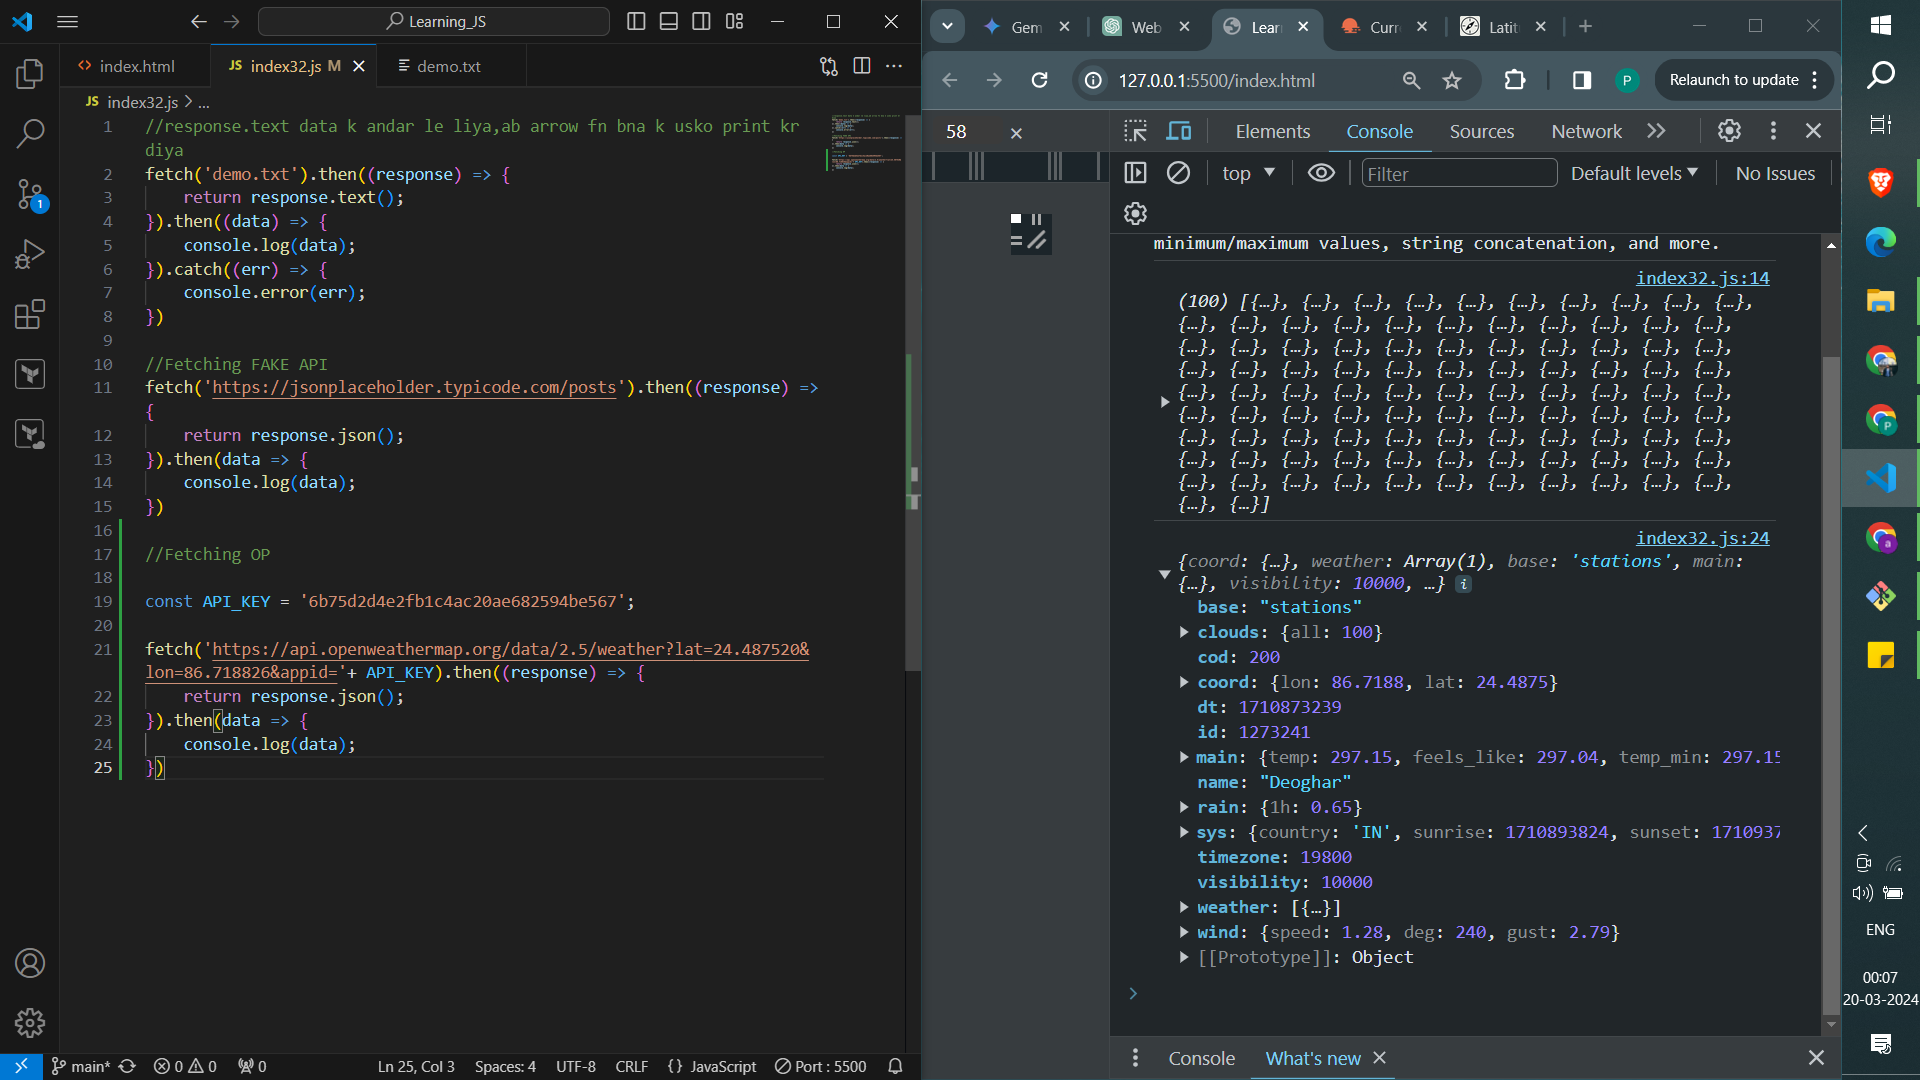 Learning_JS
index.html
JS index32.js M
demo.txt
JS index32.js > ...
1 //response.text data k andar le liya,ab arrow fn bna k usko print kr
diya
2 fetch('demo.txt').then((response) => {
3 return response.text();
4 }).then((data) => {
5 console.log(data);
6 }).catch((err) => {
7 console.error(err);
8 })
9
10 //Fetching FAKE API
11 fetch('https://jsonplaceholder.typicode.com/posts').then((response) =>
{
12 return response.json();
13 }).then(data => {
14 console.log(data);
15 })
16
17 //Fetching OP
18
19 const API_KEY = '6b75d2d4e2fb1c4ac20ae682594be567';
20
21 fetch('https://api.openweathermap.org/data/2.5/weather?lat=24.487520&
lon=86.718826&appid='+ API_KEY).then((response) => {
22 return response.json();
23 }).then(data => {
24 console.log(data);
25 })
1
main* 0 0 0
Ln 25, Col 3 Spaces: 4 UTF-8 CRLF {} JavaScript Port : 5500
Gem
Web
Lear
Curr
Latit
127.0.0.1:5500/index.html
P
Relaunch to update
58
Elements Console Sources Network
top Filter Default levels No Issues
minimum/maximum values, string concatenation, and more.
index32.js:14
(100) [{…}, {…}, {…}, {…}, {…}, {…}, {…}, {…}, {…}, {…},
{…}, {…}, {…}, {…}, {…}, {…}, {…}, {…}, {…}, {…}, {…},
{…}, {…}, {…}, {…}, {…}, {…}, {…}, {…}, {…}, {…}, {…},
{…}, {…}, {…}, {…}, {…}, {…}, {…}, {…}, {…}, {…}, {…},
{…}, {…}, {…}, {…}, {…}, {…}, {…}, {…}, {…}, {…}, {…},
{…}, {…}, {…}, {…}, {…}, {…}, {…}, {…}, {…}, {…}, {…},
{…}, {…}, {…}, {…}, {…}, {…}, {…}, {…}, {…}, {…}, {…},
{…}, {…}, {…}, {…}, {…}, {…}, {…}, {…}, {…}, {…}, {…},
{…}, {…}, {…}, {…}, {…}, {…}, {…}, {…}, {…}, {…}, {…},
{…}, {…}]
index32.js:24
{coord: {…}, weather: Array(1), base: 'stations', main:
{…}, visibility: 10000, …} i
base: "stations"
clouds: {all: 100}
cod: 200
coord: {lon: 86.7188, lat: 24.4875}
dt: 1710873239
id: 1273241
main: {temp: 297.15, feels_like: 297.04, temp_min: 297.15
name: "Deoghar"
rain: {1h: 0.65}
sys: {country: 'IN', sunrise: 1710893824, sunset: 1710937
timezone: 19800
visibility: 10000
weather: [{…}]
wind: {speed: 1.28, deg: 240, gust: 2.79}
[[Prototype]]: Object
Console What's new
P
a
ENG
00:07
20-03-2024